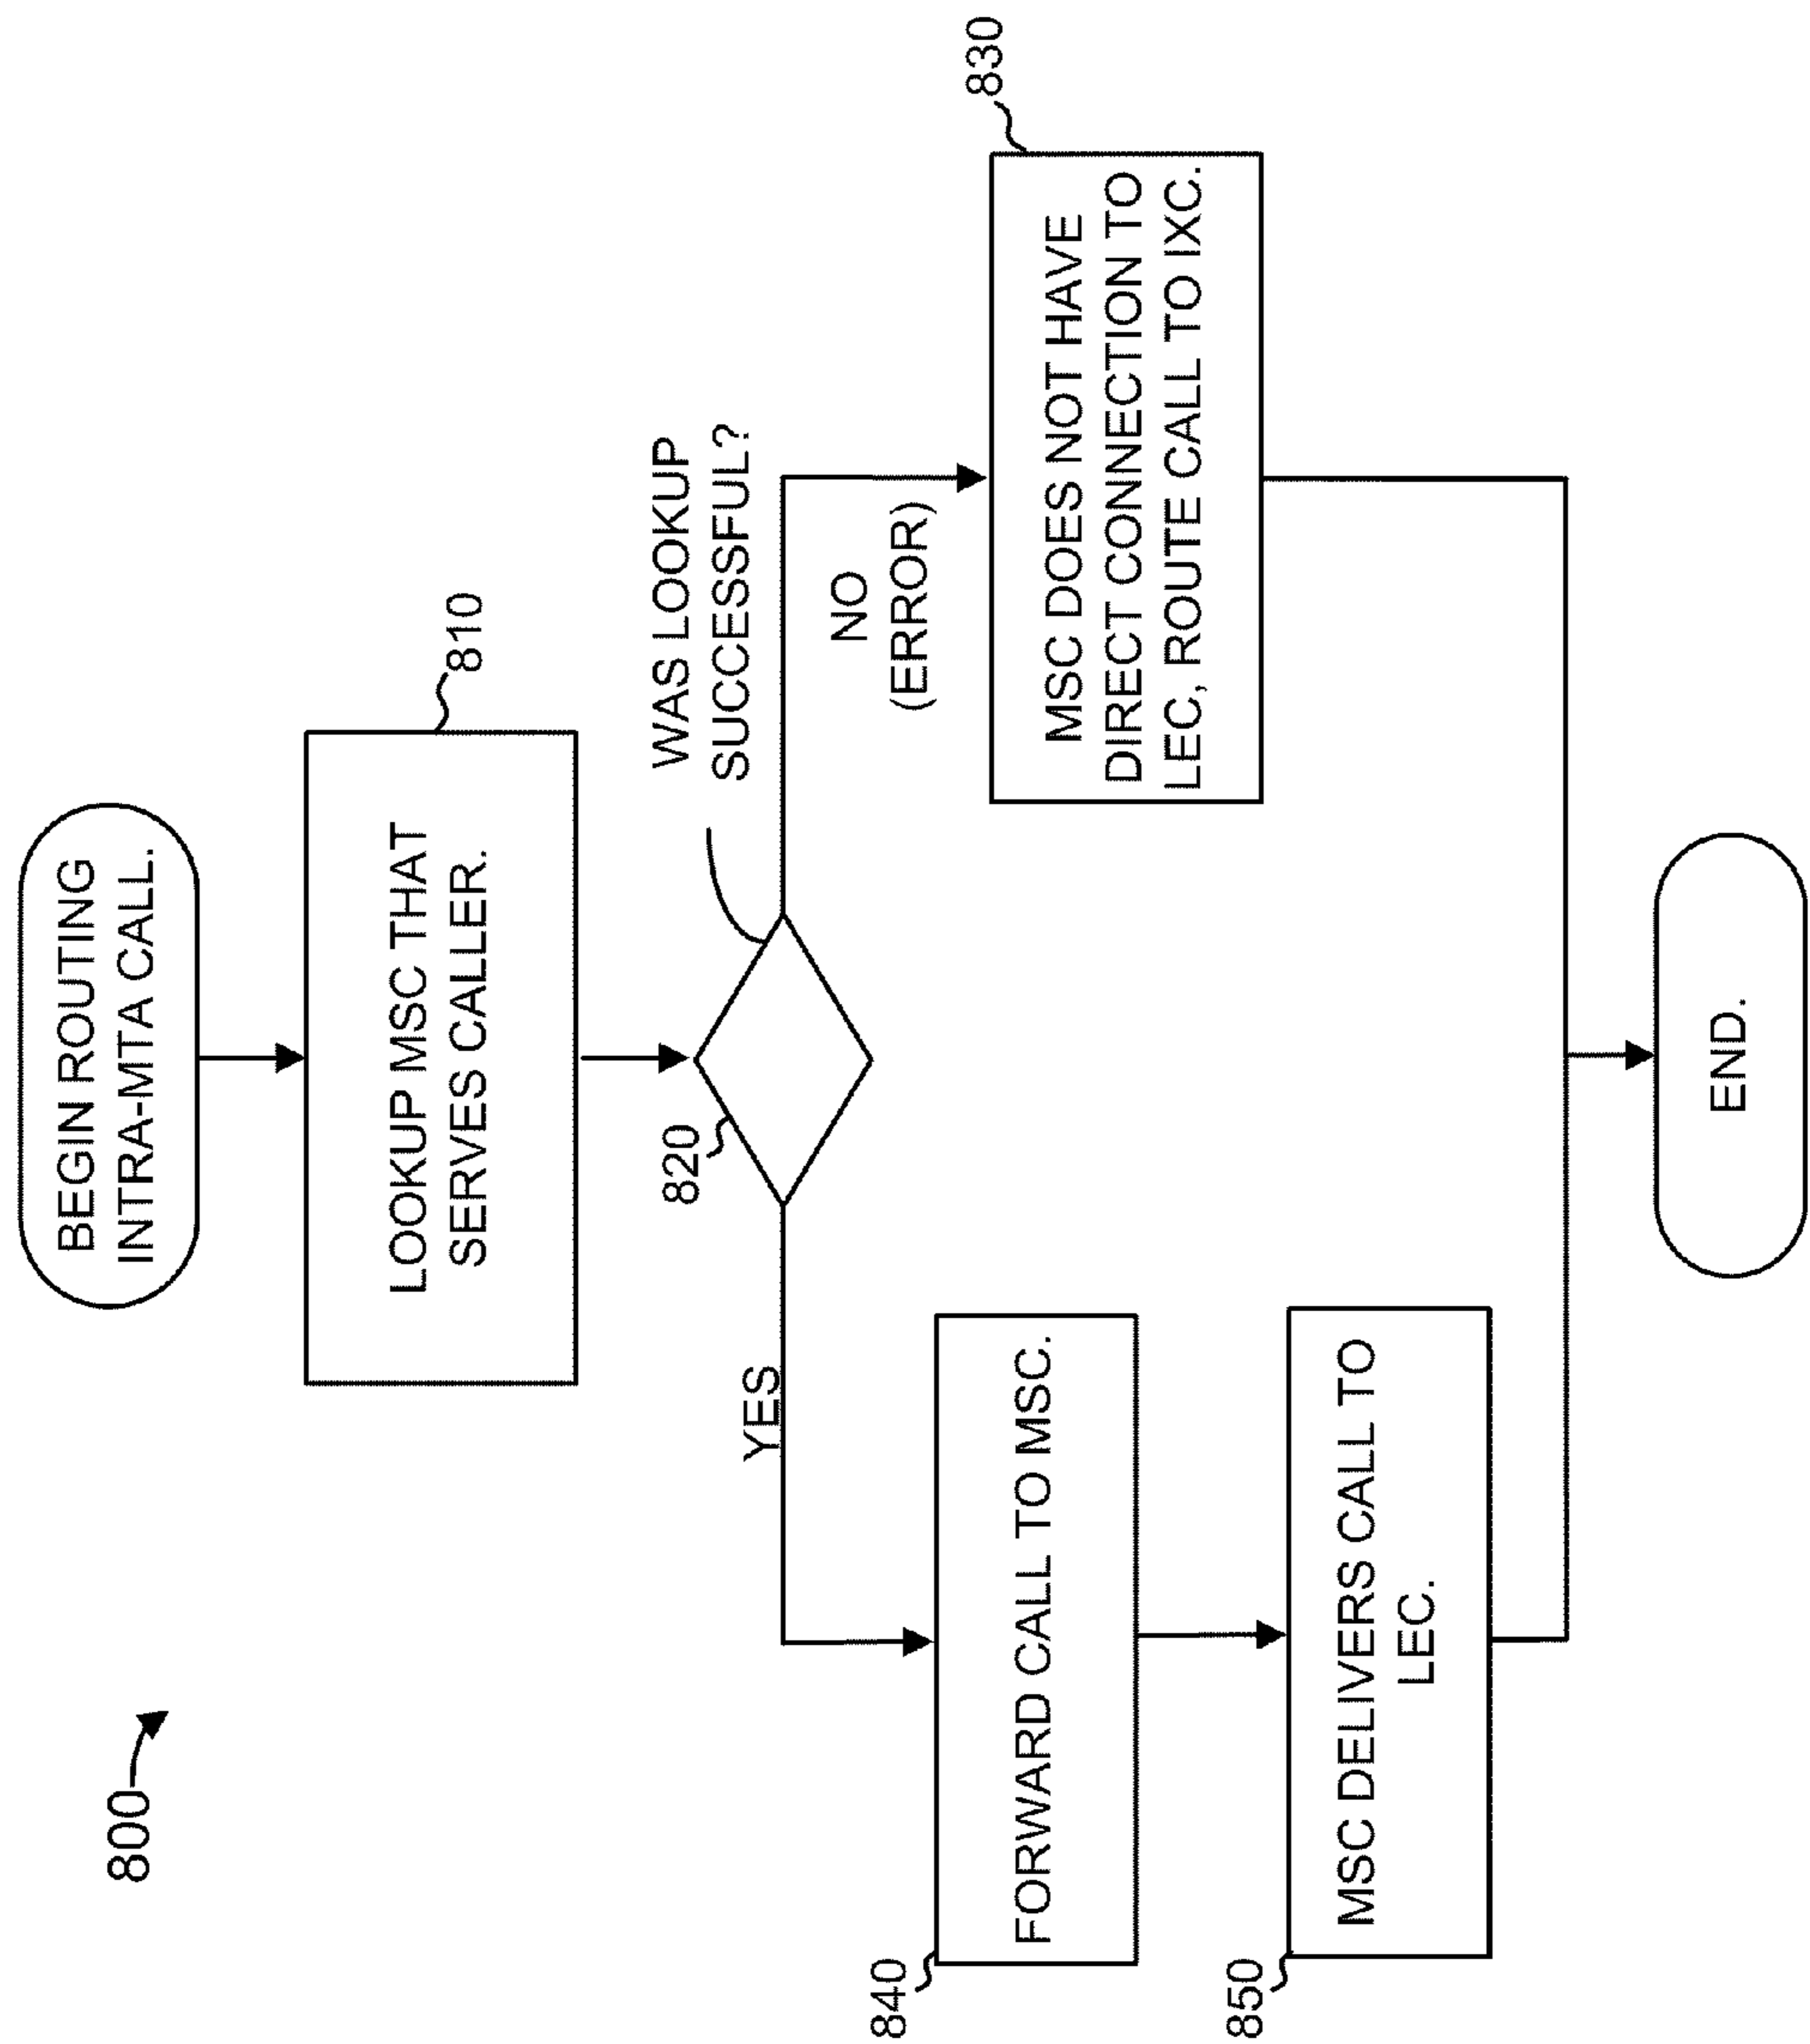 800
BEGIN ROUTING
INTRA-MTA CALL.
LOOKUP MSC THAT
SERVES CALLER.
810
820
WAS LOOKUP
SUCCESSFUL?
YES
NO
(ERROR)
840
FORWARD CALL TO MSC.
830
MSC DOES NOT HAVE
DIRECT CONNECTION TO
LEC, ROUTE CALL TO IXC.
850
MSC DELIVERS CALL TO
LEC.
END.